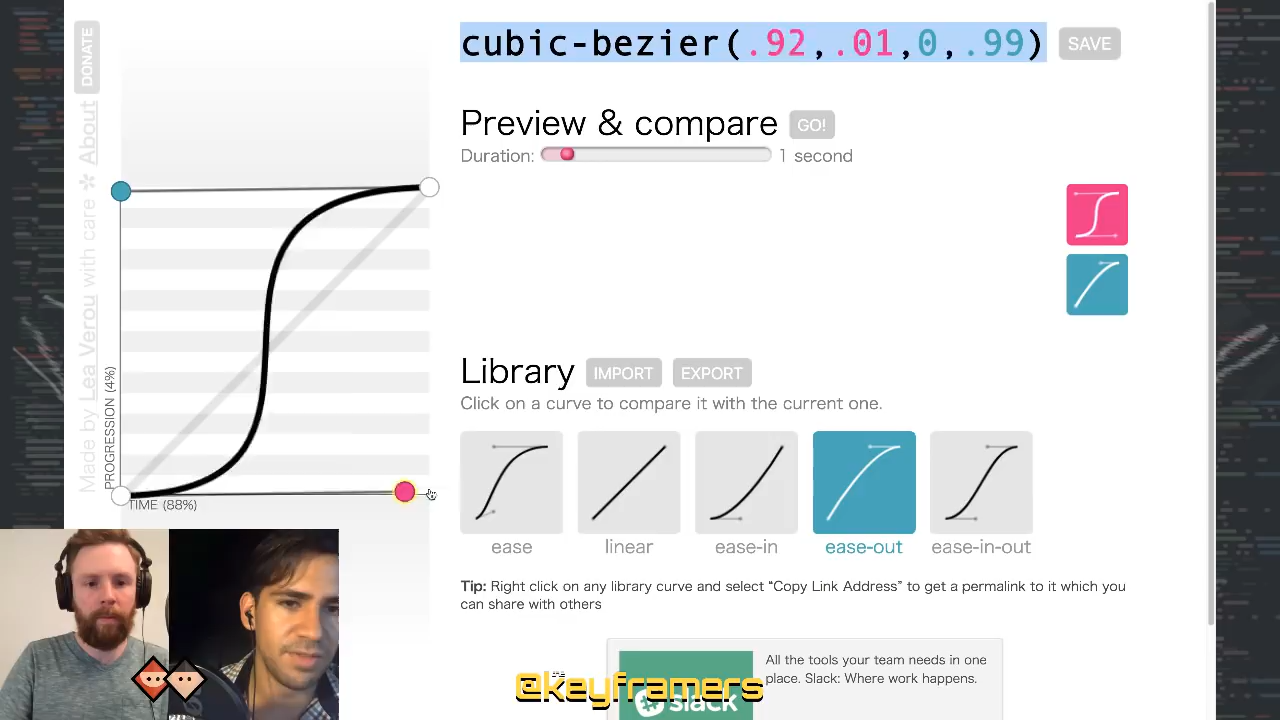 cubic-bezier(.92,.01,0,.99)
SAVE
DONATE
Made by Lea Verou with care * About
Preview & compare
GO!
Duration:
1 second
PROGRESSION (4%)
TIME (88%)
Library
IMPORT
EXPORT
Click on a curve to compare it with the current one.
ease
linear
ease-in
ease-out
ease-in-out
Tip: Right click on any library curve and select “Copy Link Address” to get a permalink to it which you
can share with others
All the tools your team needs in one
place. Slack: Where work happens.
slack
@keyframers